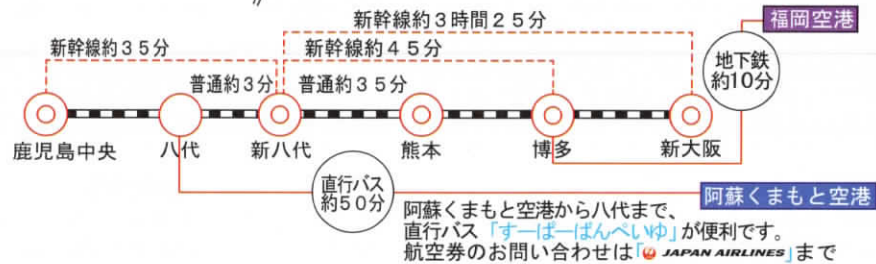 新幹線約3時間25分
福岡空港
新幹線約35分
新幹線約45分
地下鉄
約10分
普通約3分
普通約35分
鹿児島中央
八代
新八代
熊本
博多
新大阪
直行バス
約50分
阿蘇くまもと空港
阿蘇くまもと空港から八代まで、
直行バス「すーぱーばんぺいゆ」が便利です。
航空券のお問い合わせは「JAPAN AIRLINES」まで